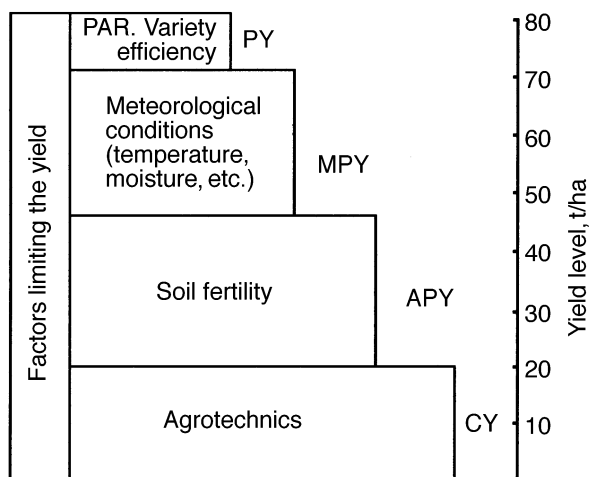 Factors limiting the yield
PAR. Variety
efficiency
PY
Meteorological
conditions
(temperature,
moisture, etc.)
MPY
Soil fertility
APY
Agrotechnics
CY
80
70
60
50
40
30
20
10
Yield level, t/ha